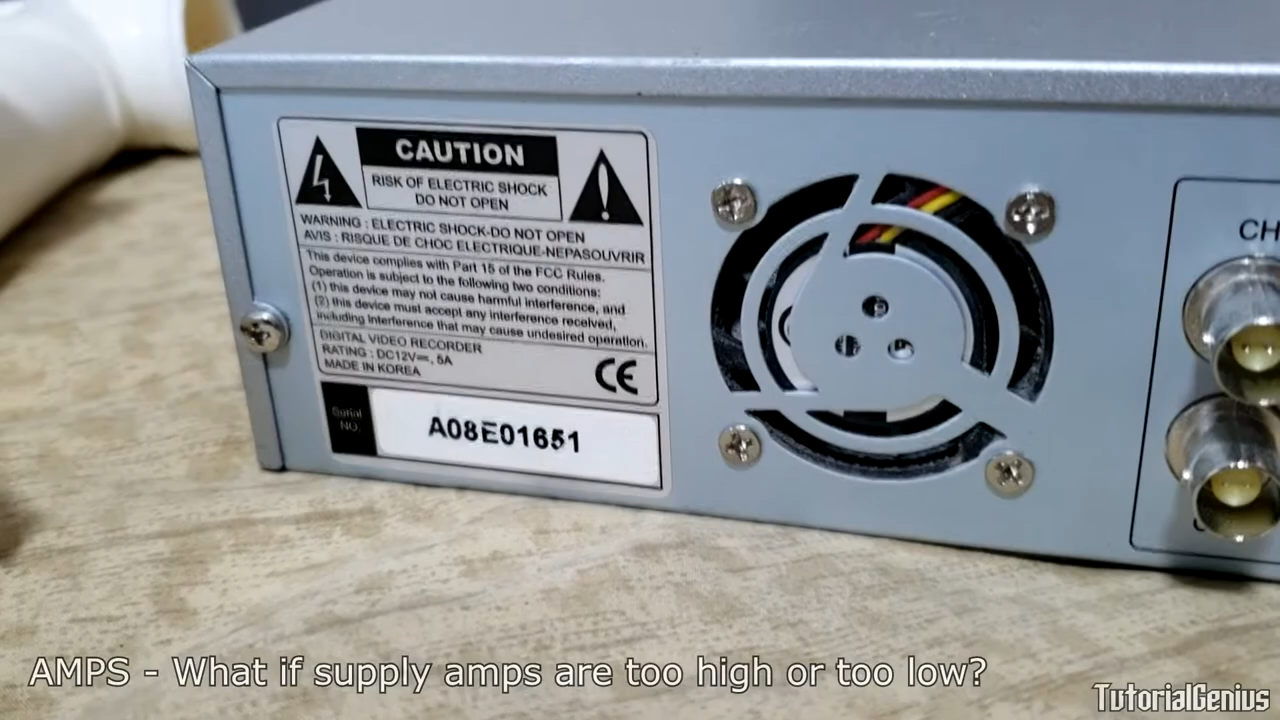 CAUTION
RISK OF ELECTRIC SHOCK
DO NOT OPEN
WARNING : ELECTRIC SHOCK-DO NOT OPEN
AVIS : RISQUE DE CHOC ELECTRIQUE-NEPASOUVRIR
This device complies with Part 15 of the FCC Rules.
Operation is subject to the following two conditions:
(1) this device may not cause harmful interference, and
(2) this device must accept any interference received,
including interference that may cause undesired operation.
DIGITAL VIDEO RECORDER
RATING : DC12V⎓, 5A
MADE IN KOREA
CE
Serial
NO.
A08E01651
CH
AMPS - What if supply amps are too high or too low?
TutorialGenius